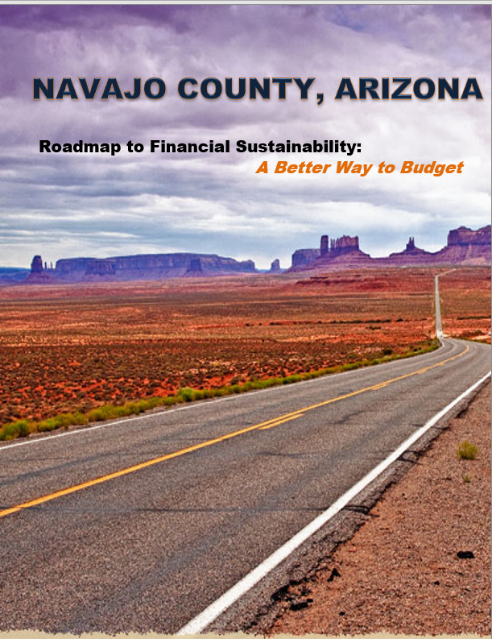 NAVAJO COUNTY, ARIZONA
Roadmap to Financial Sustainability:
A Better Way to Budget